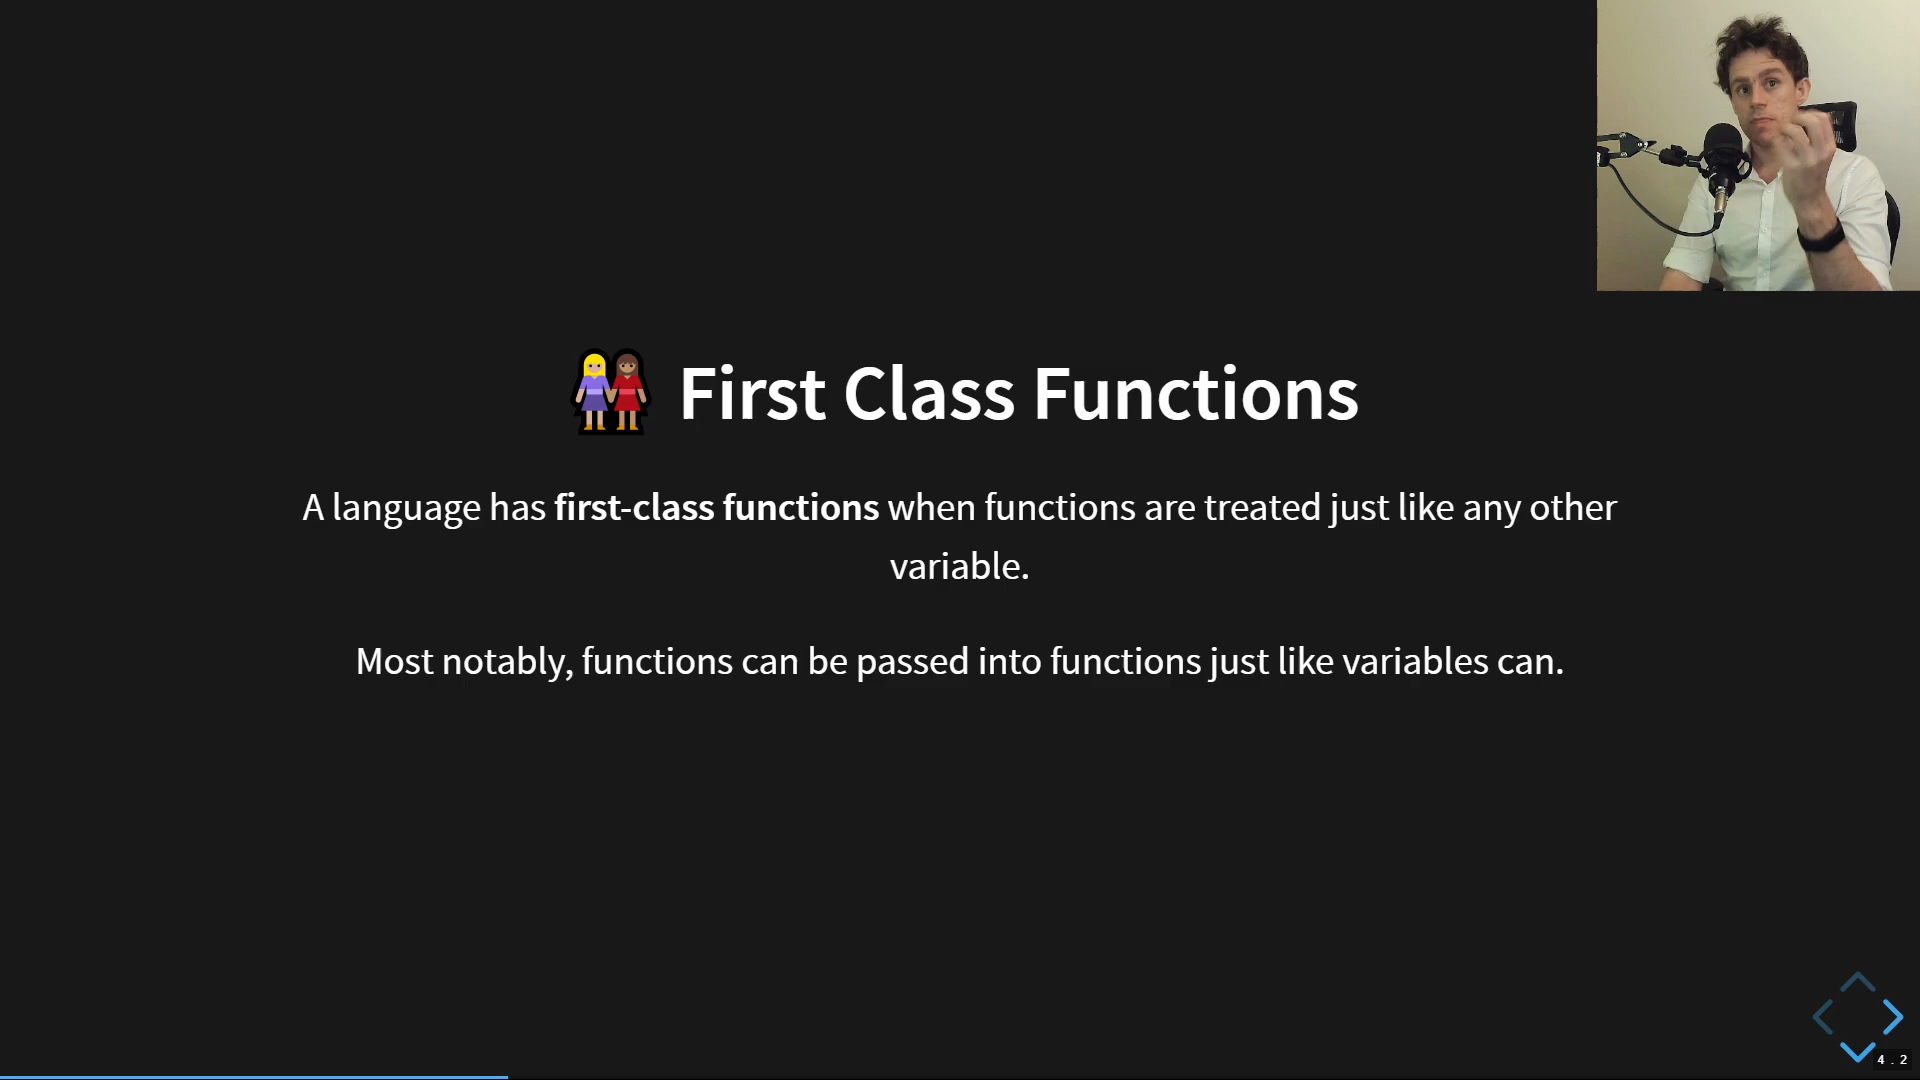 👭 First Class Functions
A language has first-class functions when functions are treated just like any other
variable.
Most notably, functions can be passed into functions just like variables can.
4 . 2